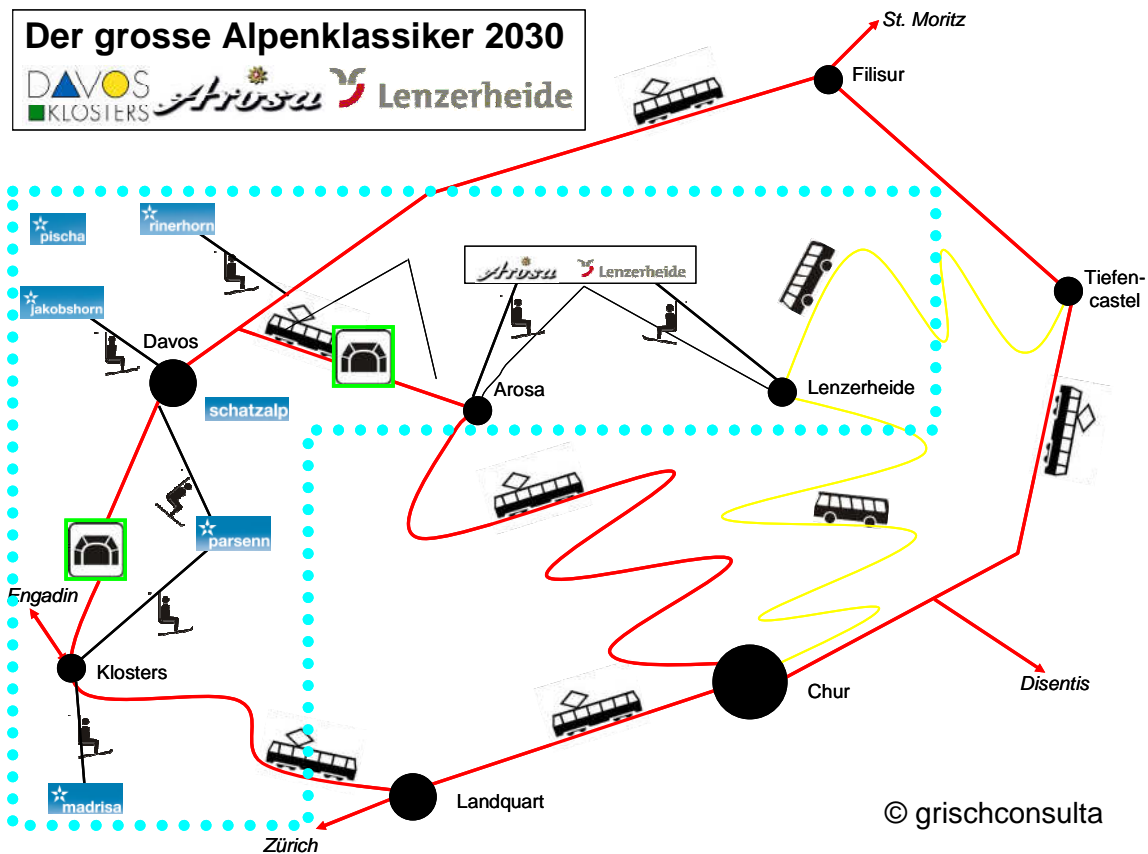 Der grosse Alpenklassiker 2030
DAVOS
KLOSTERS
Arosa
Lenzerheide
St. Moritz
Filisur
pischa
rinerhorn
Arosa
Lenzerheide
jakobshorn
Davos
Tiefen-
castel
schatzalp
Arosa
Lenzerheide
parsenn
Engadin
Klosters
Chur
Disentis
madrisa
Landquart
Zürich
© grischconsulta